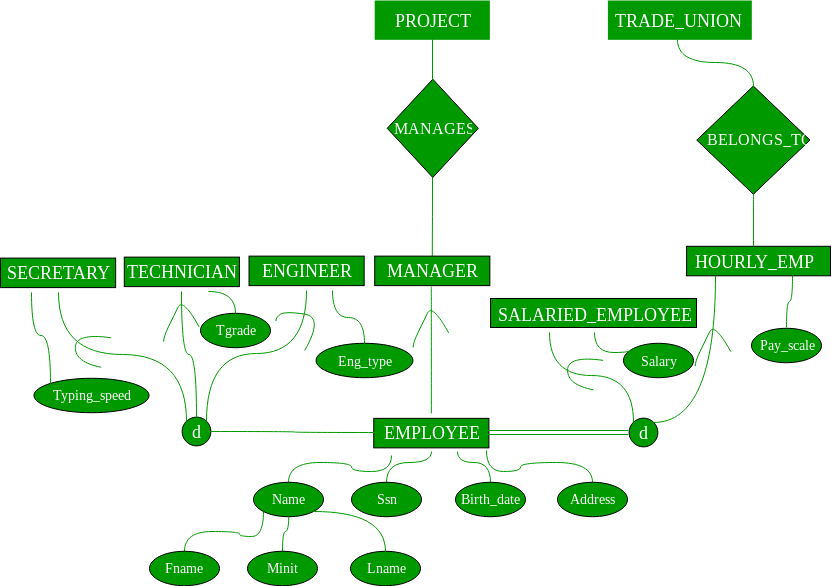 PROJECT
TRADE_UNION
MANAGES
BELONGS_TO
SECRETARY
TECHNICIAN
ENGINEER
MANAGER
HOURLY_EMP
SALARIED_EMPLOYEE
Tgrade
Eng_type
Salary
Pay_scale
Typing_speed
d
EMPLOYEE
d
Name
Ssn
Birth_date
Address
Fname
Minit
Lname